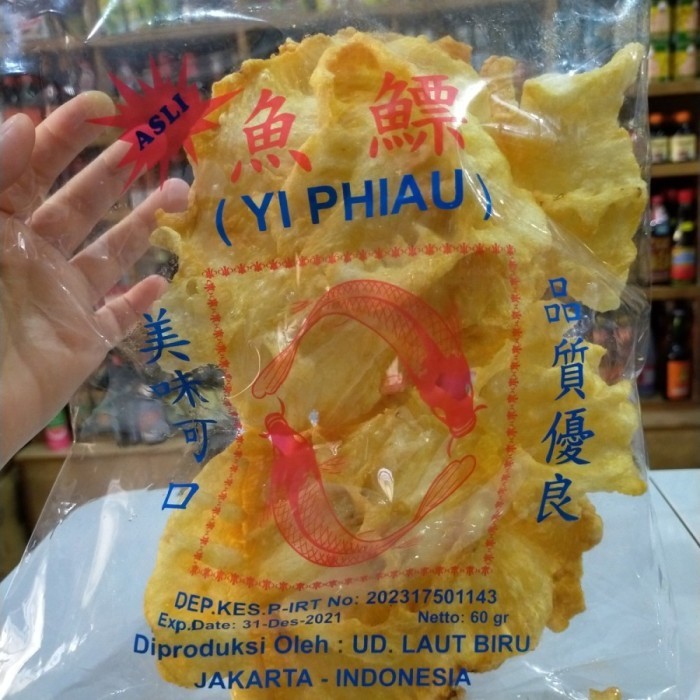 ASLI
魚鰾
( YI PHIAU )
美味可口
品質優良
DEP.KES.P-IRT No: 202317501143
Exp.Date: 31-Des-2021 Netto: 60 gr
Diproduksi Oleh : UD. LAUT BIRU
JAKARTA - INDONESIA